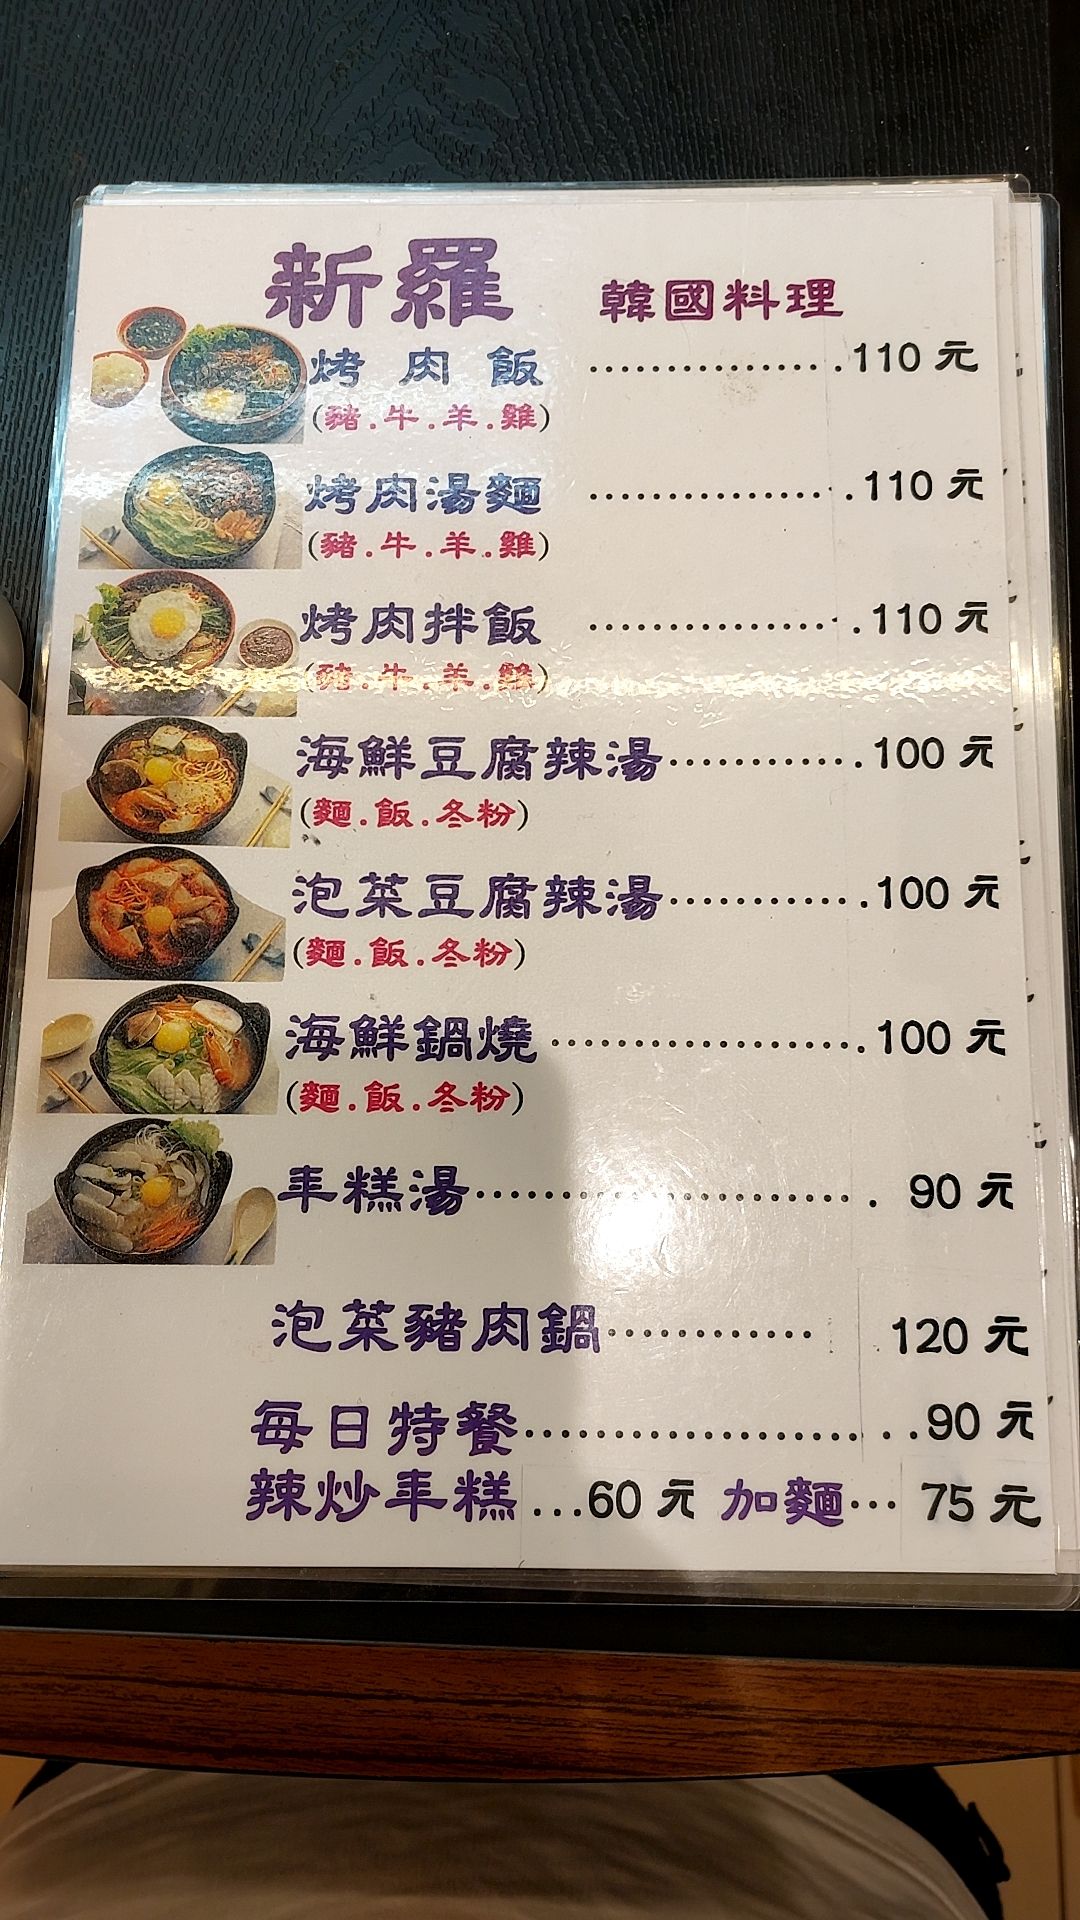 新羅 韓國料理
烤肉飯 ................110元
(豬.牛.羊.雞)
烤肉湯麵 ................110元
(豬.牛.羊.雞)
烤肉拌飯 ................110元
(豬.牛.羊.雞)
海鮮豆腐辣湯............100元
(麵.飯.冬粉)
泡菜豆腐辣湯............100元
(麵.飯.冬粉)
海鮮鍋燒....................100元
(麵.飯.冬粉)
年糕湯.........................90元
泡菜豬肉鍋............. 120元
每日特餐........................90元
辣炒年糕...60元 加麵...75元